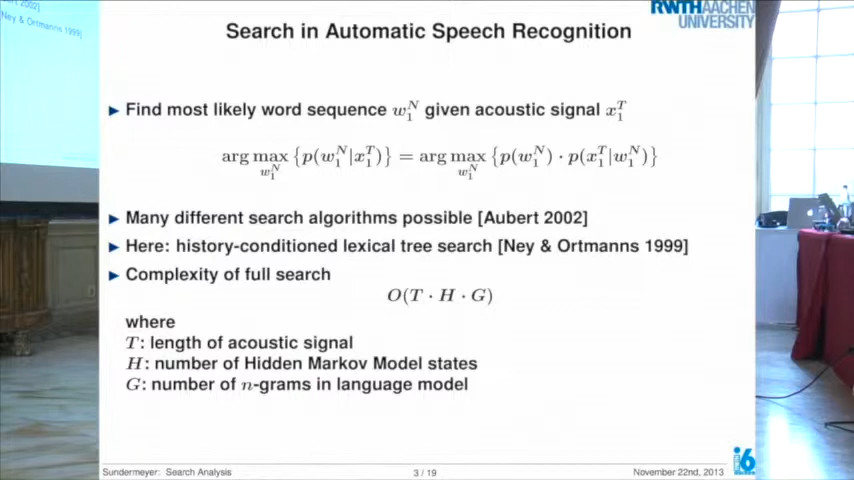 2002]
Ney & Ortmanns 1999]
RWTH AACHEN
UNIVERSITY
Search in Automatic Speech Recognition
Find most likely word sequence w_1^N given acoustic signal x_1^T
arg max_{w_1^N} {p(w_1^N|x_1^T)} = arg max_{w_1^N} {p(w_1^N) · p(x_1^T|w_1^N)}
Many different search algorithms possible [Aubert 2002]
Here: history-conditioned lexical tree search [Ney & Ortmanns 1999]
Complexity of full search
O(T · H · G)
where
T: length of acoustic signal
H: number of Hidden Markov Model states
G: number of n-grams in language model
Sundermeyer: Search Analysis 3 / 19 November 22nd, 2013
i6